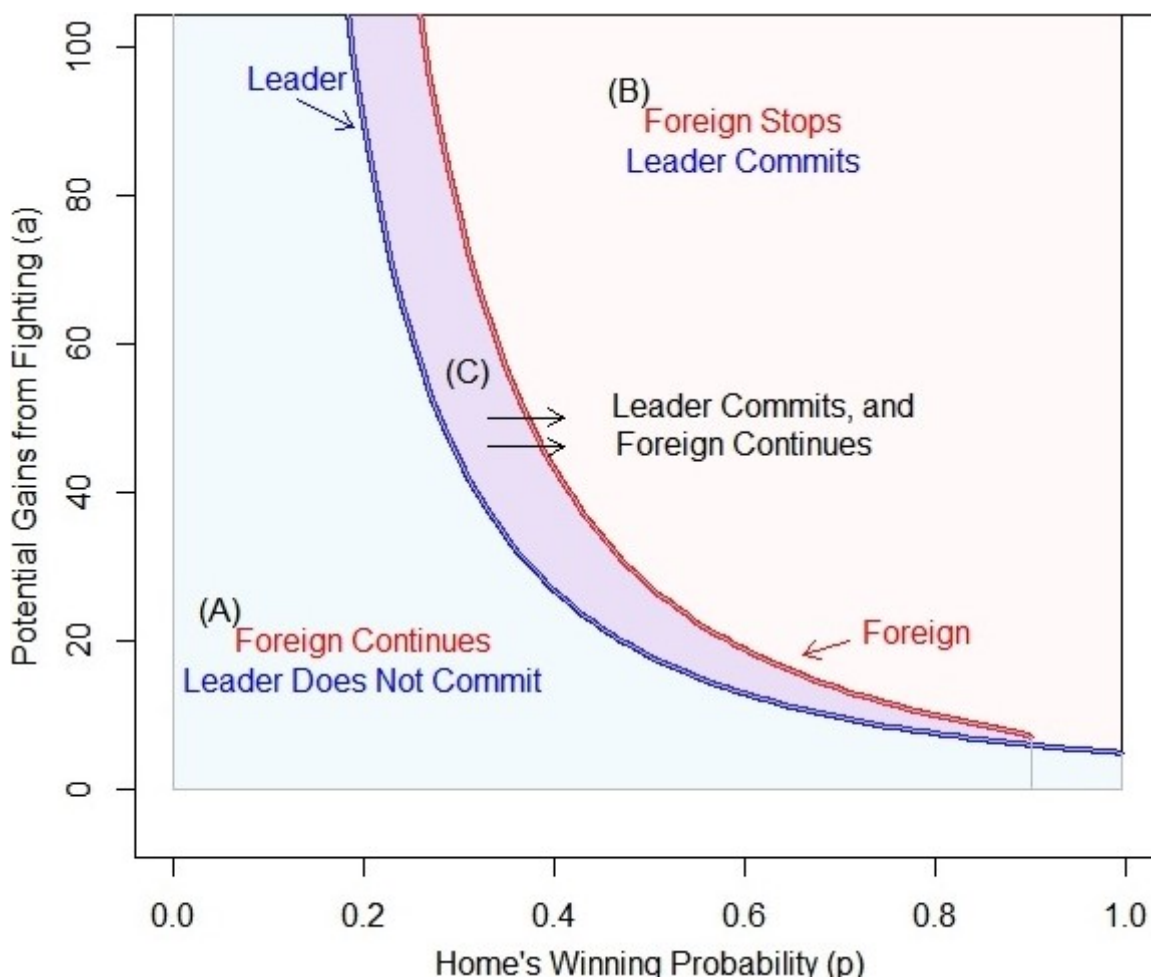 100
80
60
40
20
0
Potential Gains from Fighting (a)
Leader
(B)
Foreign Stops
Leader Commits
(C)
Leader Commits, and
Foreign Continues
(A)
Foreign Continues
Leader Does Not Commit
Foreign
0.0 0.2 0.4 0.6 0.8 1.0
Home's Winning Probability (p)